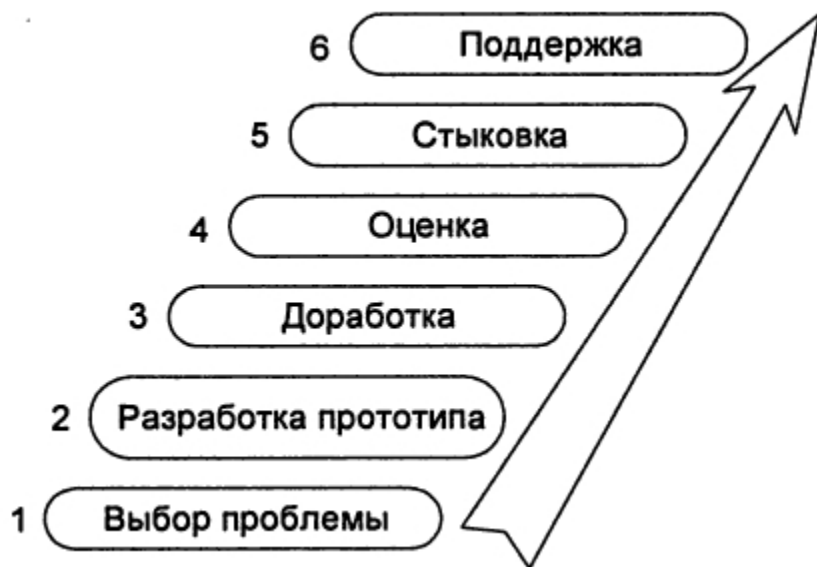 6 Поддержка
5 Стыковка
4 Оценка
3 Доработка
2 Разработка прототипа
1 Выбор проблемы